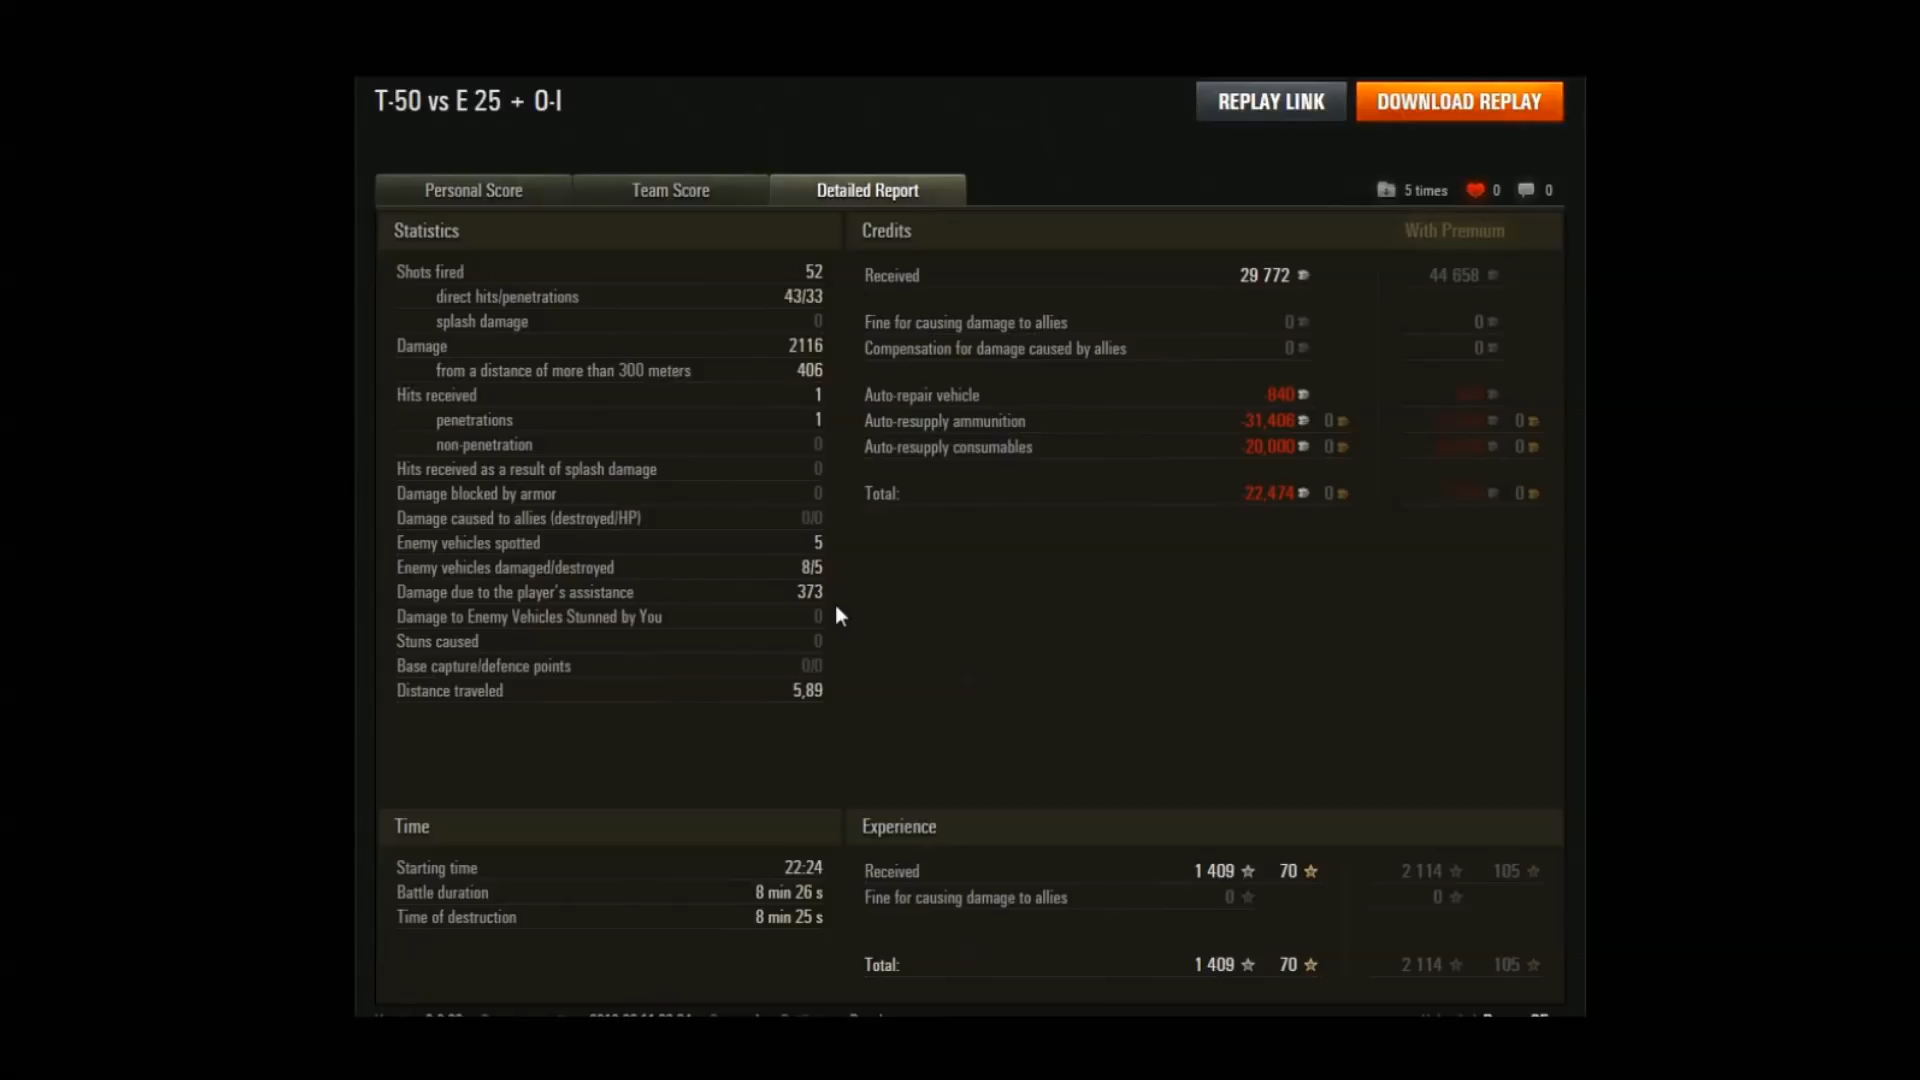 T-50 vs E 25 + O-I
REPLAY LINK
DOWNLOAD REPLAY
Personal Score
Team Score
Detailed Report
5 times
0
0
Statistics
Shots fired 52
direct hits/penetrations 43/33
splash damage 0
Damage 2116
from a distance of more than 300 meters 406
Hits received 1
penetrations 1
non-penetration 0
Hits received as a result of splash damage 0
Damage blocked by armor 0
Damage caused to allies (destroyed/HP) 0/0
Enemy vehicles spotted 5
Enemy vehicles damaged/destroyed 8/5
Damage due to the player's assistance 373
Damage to Enemy Vehicles Stunned by You 0
Stuns caused 0
Base capture/defence points 0/0
Distance traveled 5,89
Credits With Premium
Received 29 772 44 658
Fine for causing damage to allies 0 0
Compensation for damage caused by allies 0 0
Auto-repair vehicle -840
Auto-resupply ammunition -31,406 0 0
Auto-resupply consumables -20,000 0 0
Total: -22,474 0 0
Time
Starting time 22:24
Battle duration 8 min 26 s
Time of destruction 8 min 25 s
Experience
Received 1 409 70 2 114 105
Fine for causing damage to allies 0 0
Total: 1 409 70 2 114 105